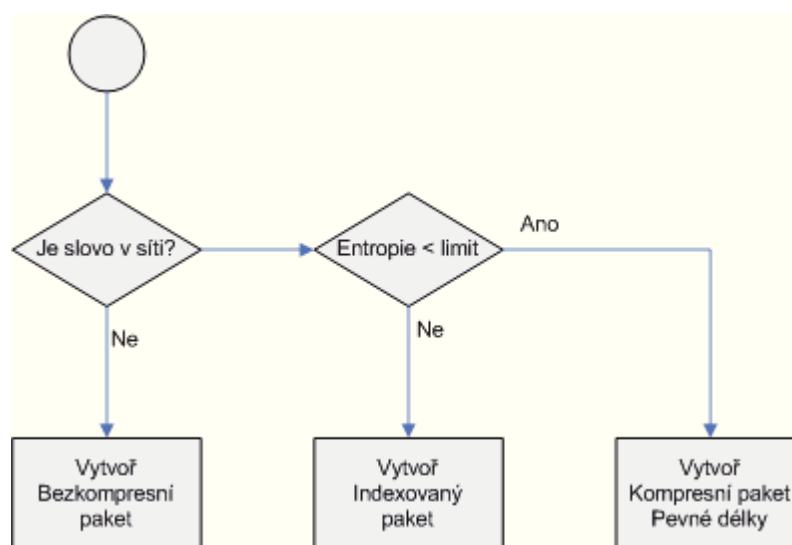 Je slovo v síti?
Entropie < limit
Ano
Ne
Ne
Vytvoř
Bezkompresní
paket
Vytvoř
Indexovaný
paket
Vytvoř
Kompresní paket
Pevné délky